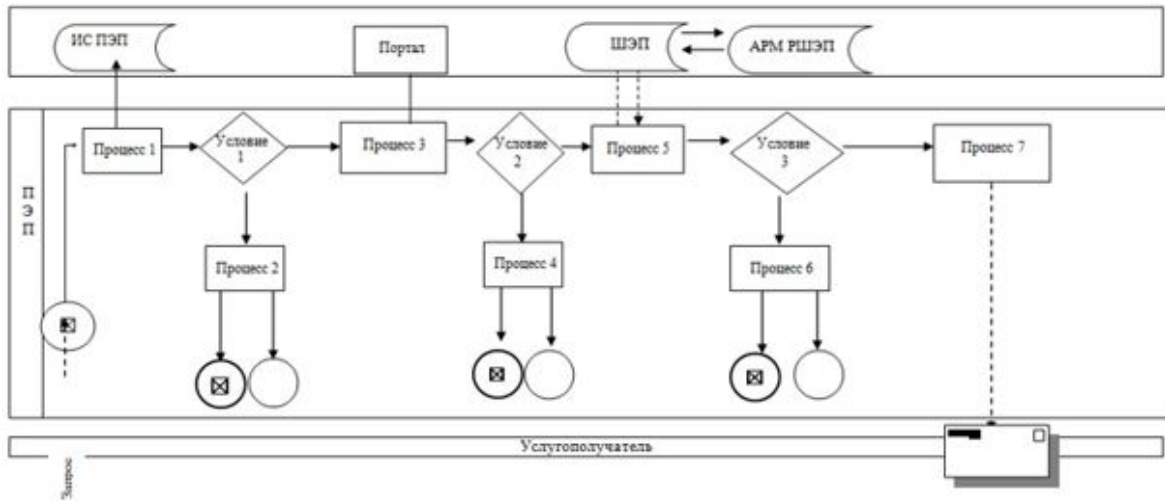 ИС ПЭП
Портал
ШЭП
АРМ РШЭП
ПЭП
Процесс 1
Условие
1
Процесс 3
Условие
2
Процесс 5
Условие
3
Процесс 7
Процесс 2
Процесс 4
Процесс 6
Услугополучатель
Запрос